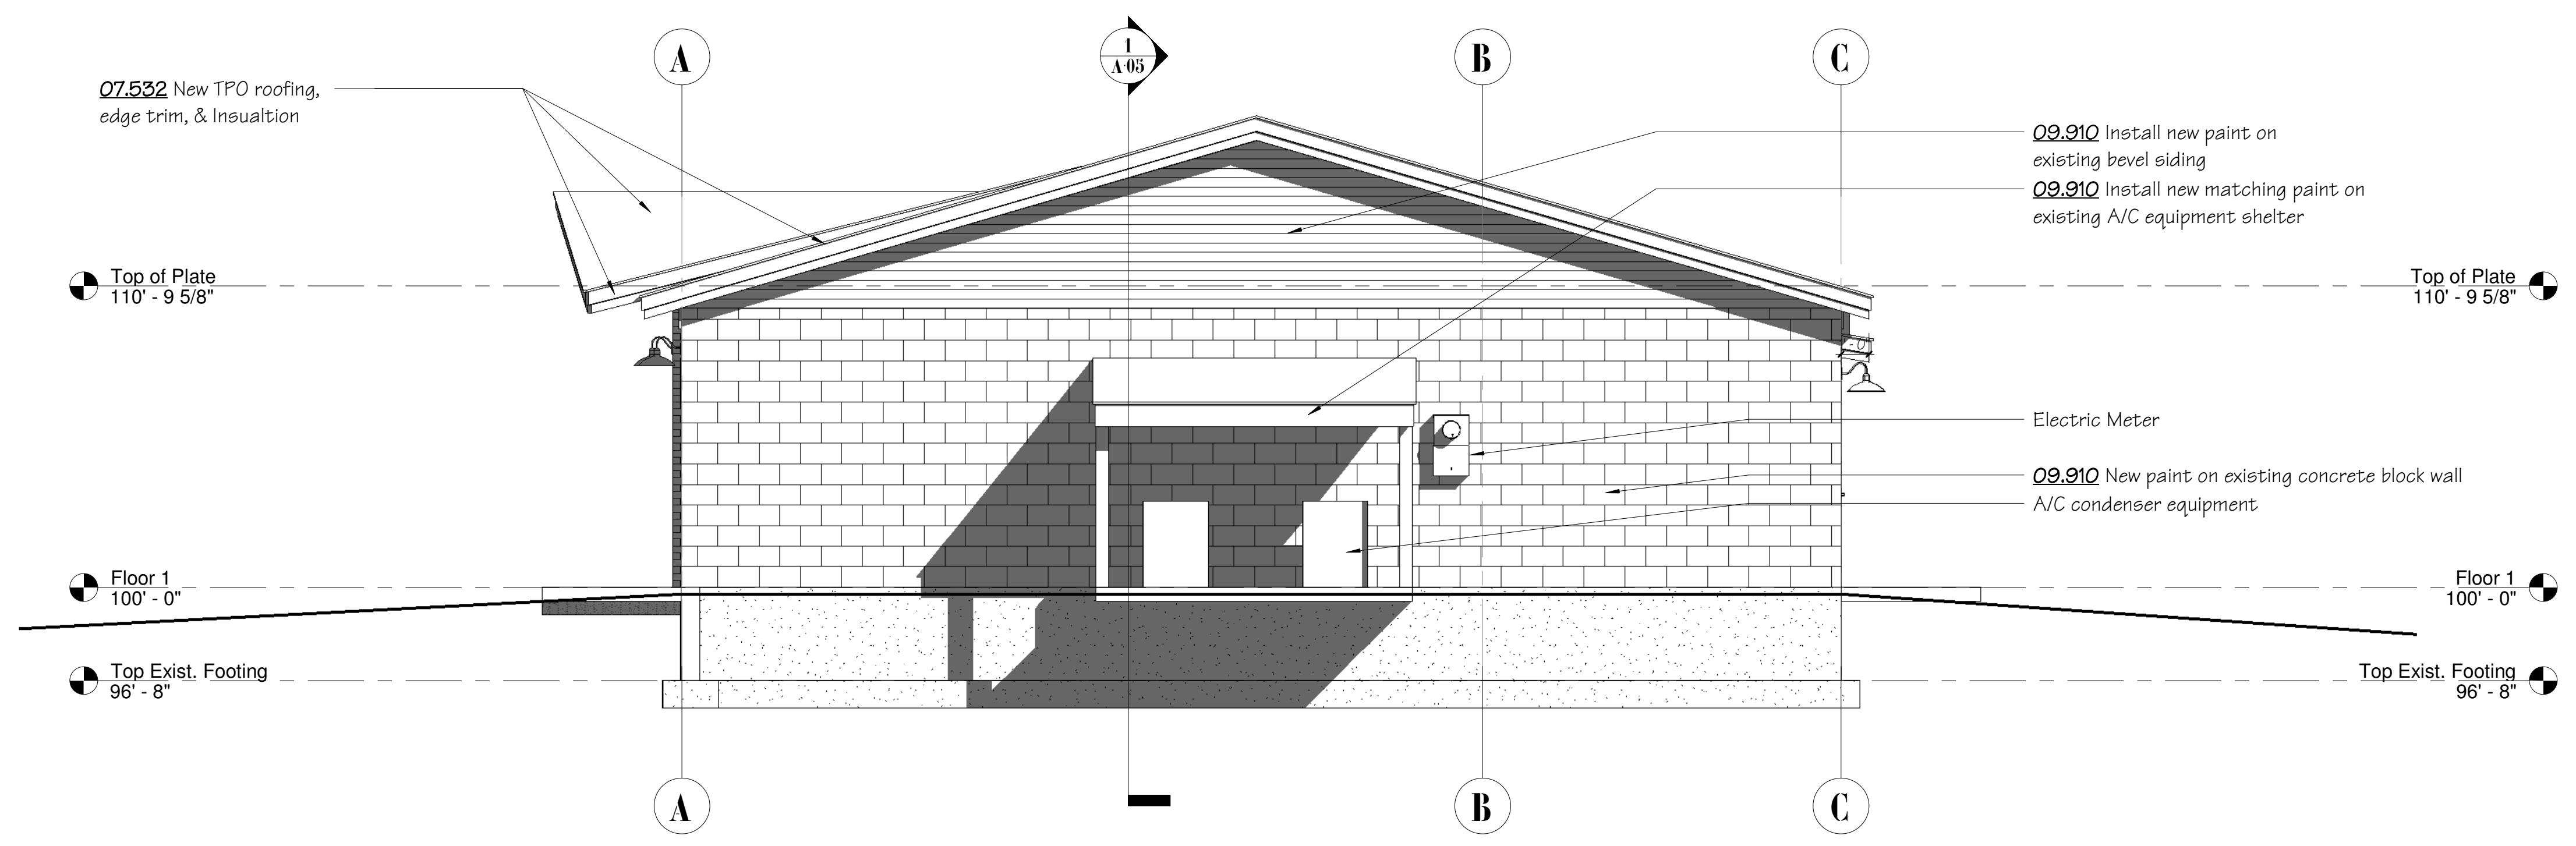 A
1
A-05
B
C
07.532 New TPO roofing,
edge trim, & Insualtion
09.910 Install new paint on
existing bevel siding
09.910 Install new matching paint on
existing A/C equipment shelter
Top of Plate
110' - 9 5/8"
Top of Plate
110' - 9 5/8"
Electric Meter
09.910 New paint on existing concrete block wall
A/C condenser equipment
Floor 1
100' - 0"
Floor 1
100' - 0"
Top Exist. Footing
96' - 8"
Top Exist. Footing
96' - 8"
A
B
C